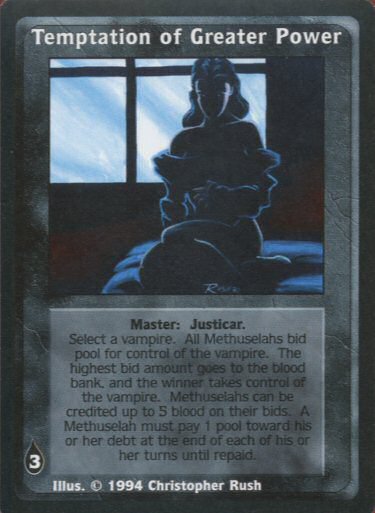 Temptation of Greater Power
Rush
Master: Justicar.
Select a vampire. All Methuselahs bid
pool for control of the vampire. The
highest bid amount goes to the blood
bank, and the winner takes control of
the vampire. Methuselahs can be
credited up to 5 blood on their bids. A
Methuselah must pay 1 pool toward his
or her debt at the end of each of his or
her turns until repaid.
3
Illus. © 1994 Christopher Rush